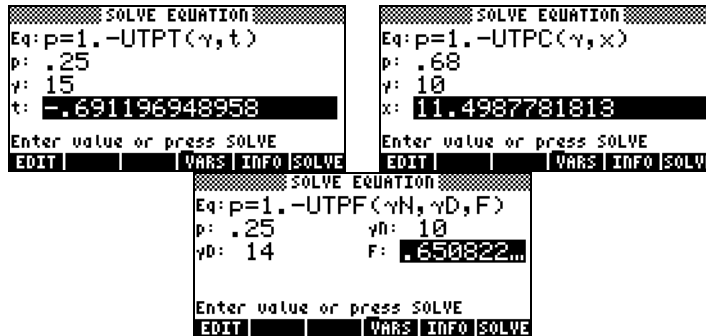 SOLVE EQUATION
Eq:p=1.-UTPT(γ,t)
p: .25
γ: 15
t: -.691196948958
Enter value or press SOLVE
EDIT VARS INFO SOLVE
SOLVE EQUATION
Eq:p=1.-UTPC(γ,x)
p: .68
γ: 10
x: 11.4987781813
Enter value or press SOLVE
EDIT VARS INFO SOLV
SOLVE EQUATION
Eq:p=1.-UTPF(γN,γD,F)
p: .25 γN: 10
γD: 14 F: .650822…
Enter value or press SOLVE
EDIT VARS INFO SOLVE